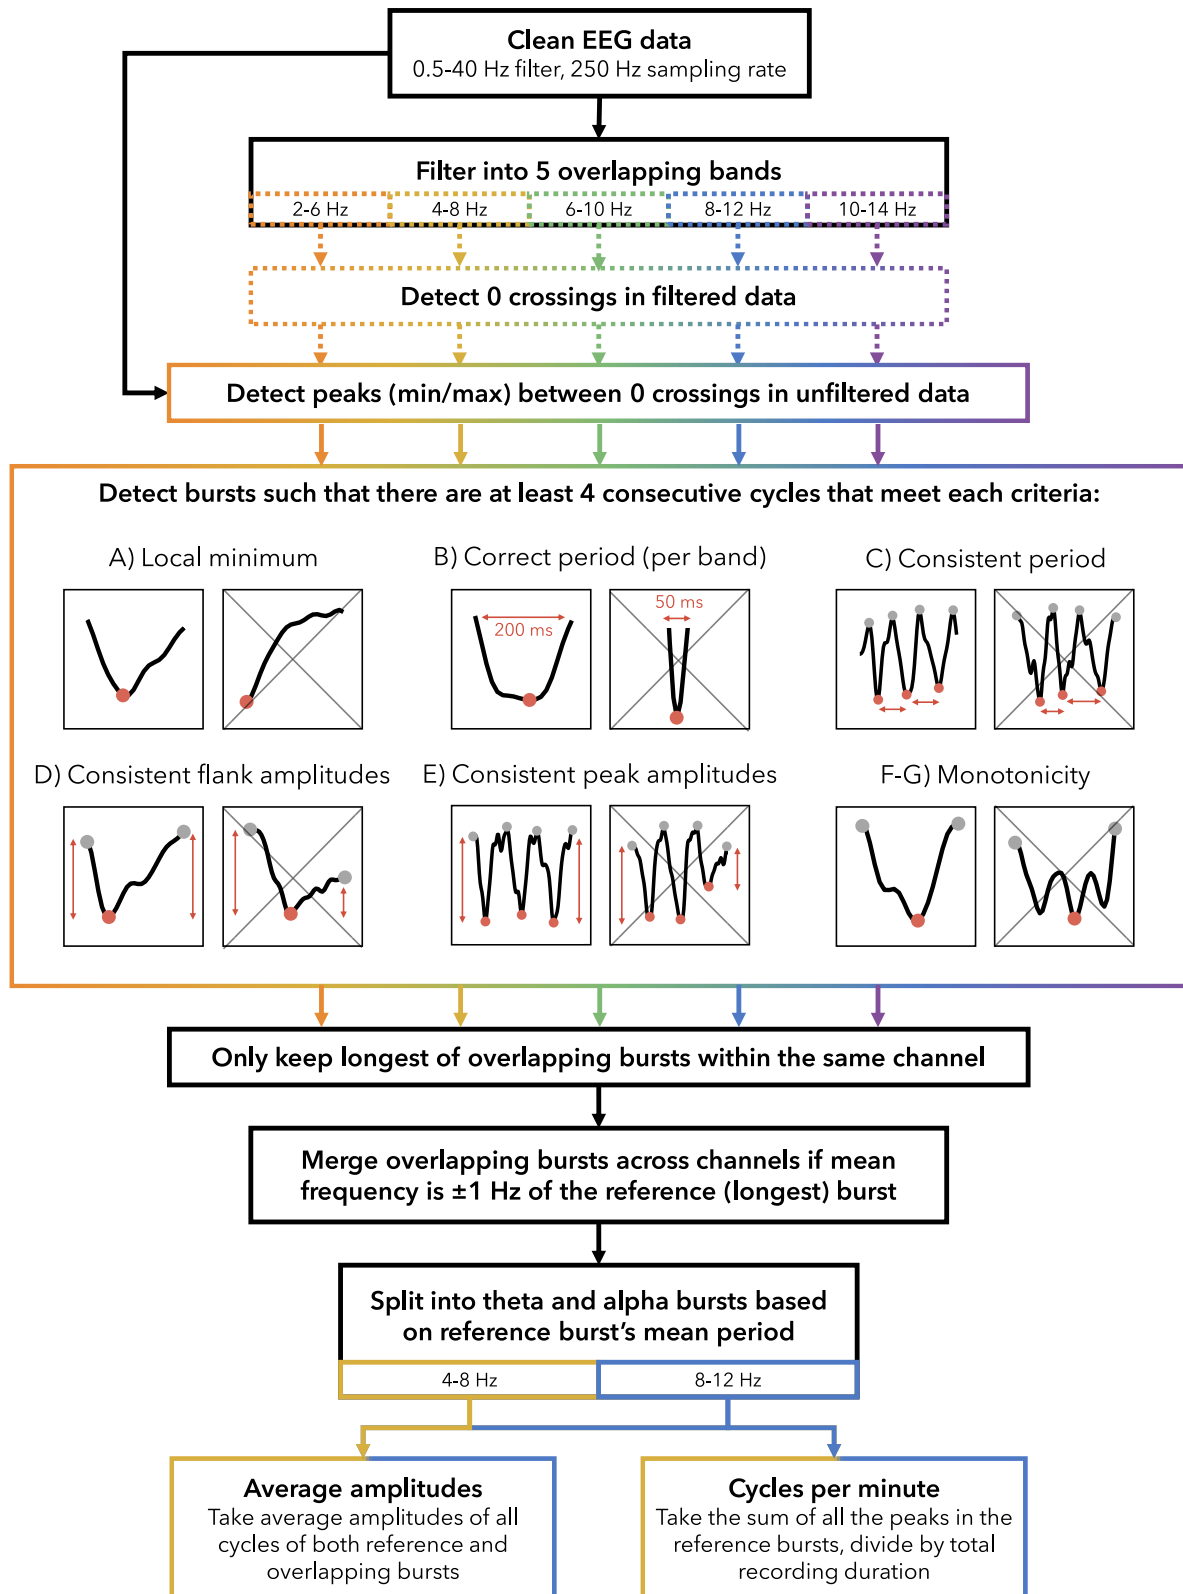 Clean EEG data
0.5-40 Hz filter, 250 Hz sampling rate
Filter into 5 overlapping bands
2-6 Hz
4-8 Hz
6-10 Hz
8-12 Hz
10-14 Hz
Detect 0 crossings in filtered data
Detect peaks (min/max) between 0 crossings in unfiltered data
Detect bursts such that there are at least 4 consecutive cycles that meet each criteria:
A) Local minimum
B) Correct period (per band)
C) Consistent period
200 ms
50 ms
D) Consistent flank amplitudes
E) Consistent peak amplitudes
F-G) Monotonicity
Only keep longest of overlapping bursts within the same channel
Merge overlapping bursts across channels if mean
frequency is ±1 Hz of the reference (longest) burst
Split into theta and alpha bursts based
on reference burst's mean period
4-8 Hz
8-12 Hz
Average amplitudes
Take average amplitudes of all
cycles of both reference and
overlapping bursts
Cycles per minute
Take the sum of all the peaks in the
reference bursts, divide by total
recording duration